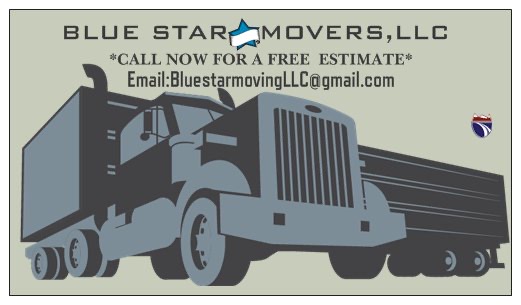 BLUE STAR MOVERS,LLC
*CALL NOW FOR A FREE ESTIMATE*
Email:BluestarmovingLLC@gmail.com